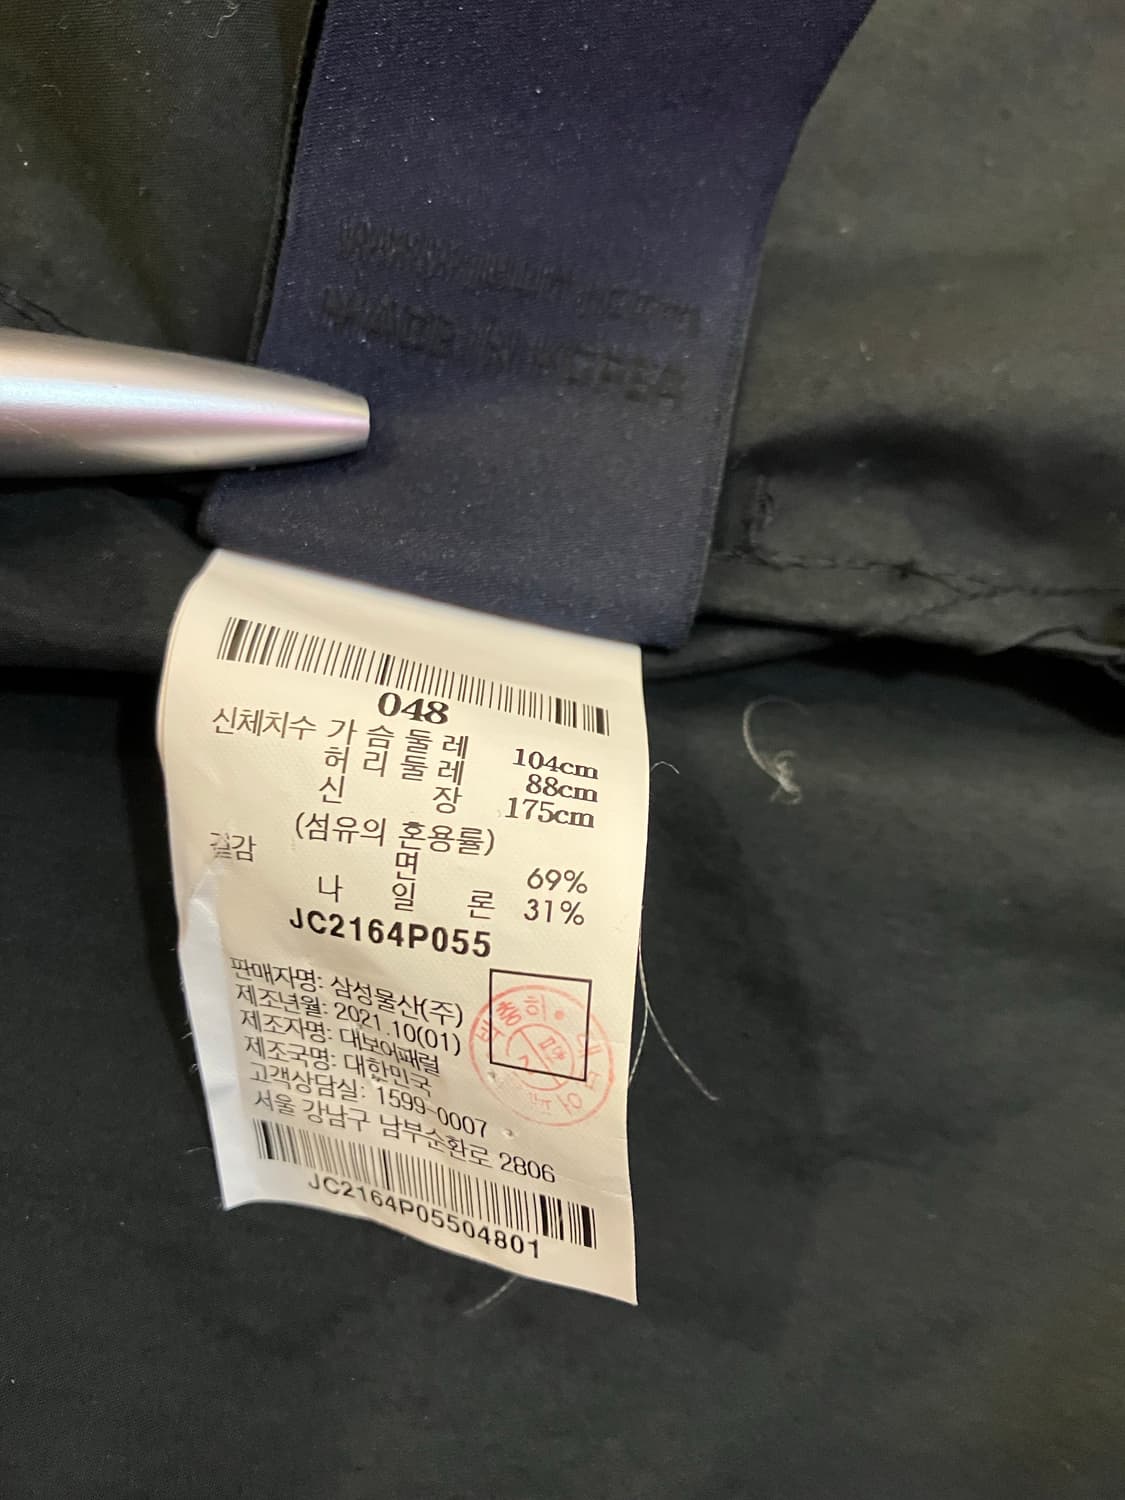 048
신체치수 가슴둘레 104cm
허리둘레 88cm
신장 175cm
(섬유의 혼용률)
겉감 면 69%
나일론 31%
JC2164P055
판매자명: 삼성물산(주)
제조년월: 2021.10(01)
제조자명: 대보어패럴
제조국명: 대한민국
고객상담실: 1599-0007
서울 강남구 남부순환로 2806
JC2164P05504801